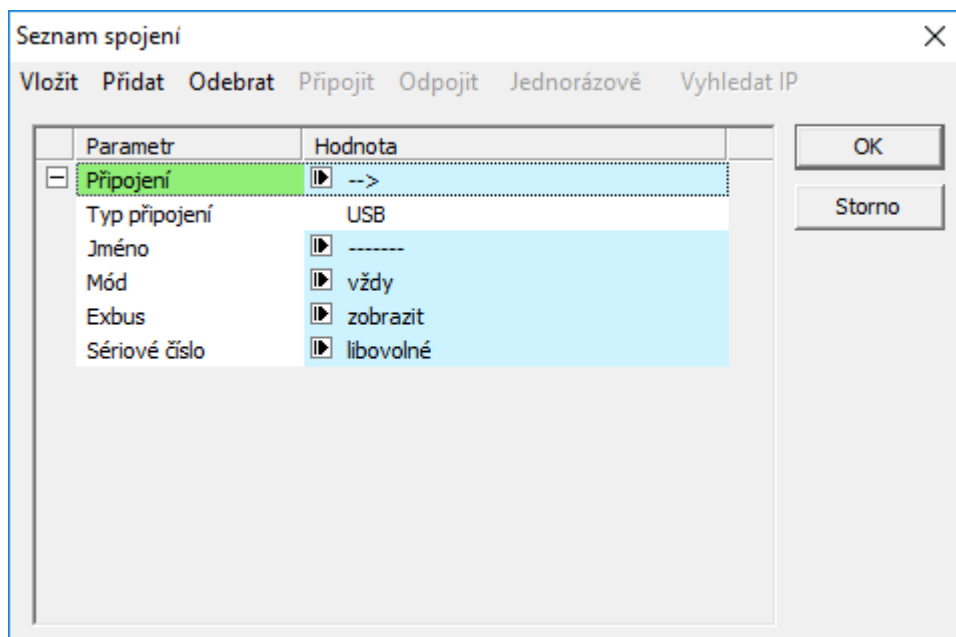 Seznam spojení
Vložit Přidat Odebrat Připojit Odpojit Jednorázově Vyhledat IP
Parametr Hodnota
Připojení -->
Typ připojení USB
Jméno -------
Mód vždy
Exbus zobrazit
Sériové číslo libovolné
OK
Storno